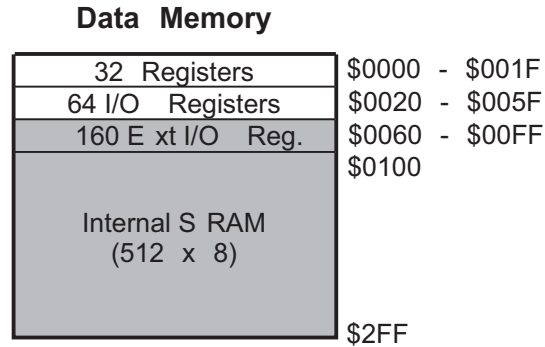 Data Memory
32 Registers $0000 - $001F
64 I/O Registers $0020 - $005F
160 E xt I/O Reg. $0060 - $00FF
$0100
Internal S RAM
(512 x 8)
$2FF